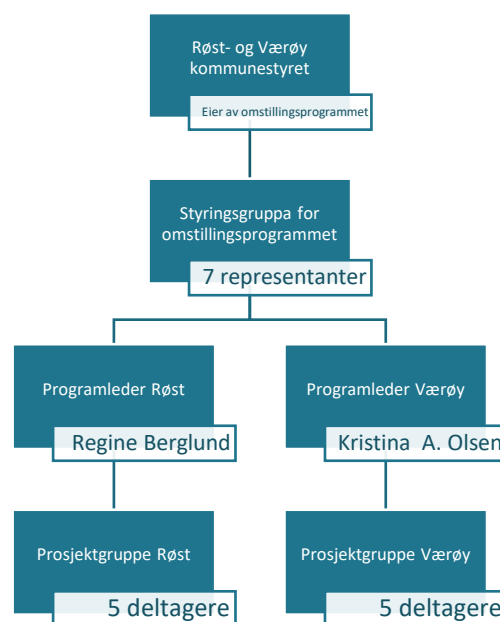 Røst- og Værøy
kommunestyret
Eier av omstillingsprogrammet
Styringsgruppa for
omstillingsprogrammet
7 representanter
Programleder Røst
Regine Berglund
Programleder Værøy
Kristina A. Olsen
Prosjektgruppe Røst
5 deltagere
Prosjektgruppe Værøy
5 deltagere